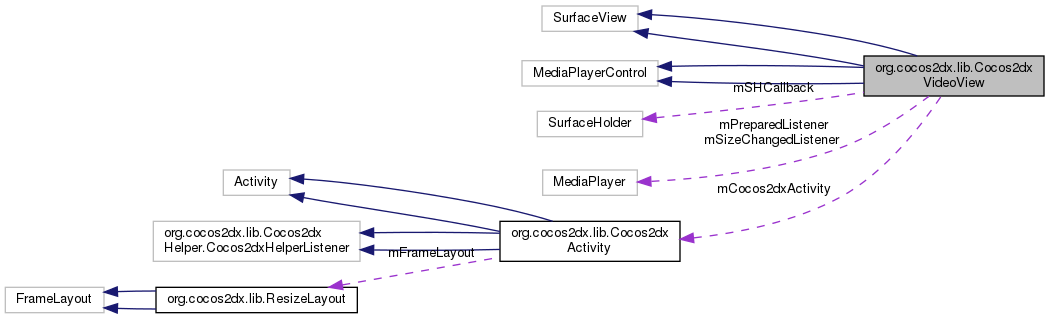 SurfaceView
org.cocos2dx.lib.Cocos2dx
VideoView
MediaPlayerControl
mSHCallback
SurfaceHolder
mPreparedListener
mSizeChangedListener
MediaPlayer
Activity
mCocos2dxActivity
org.cocos2dx.lib.Cocos2dx
Helper.Cocos2dxHelperListener
org.cocos2dx.lib.Cocos2dx
Activity
mFrameLayout
FrameLayout
org.cocos2dx.lib.ResizeLayout